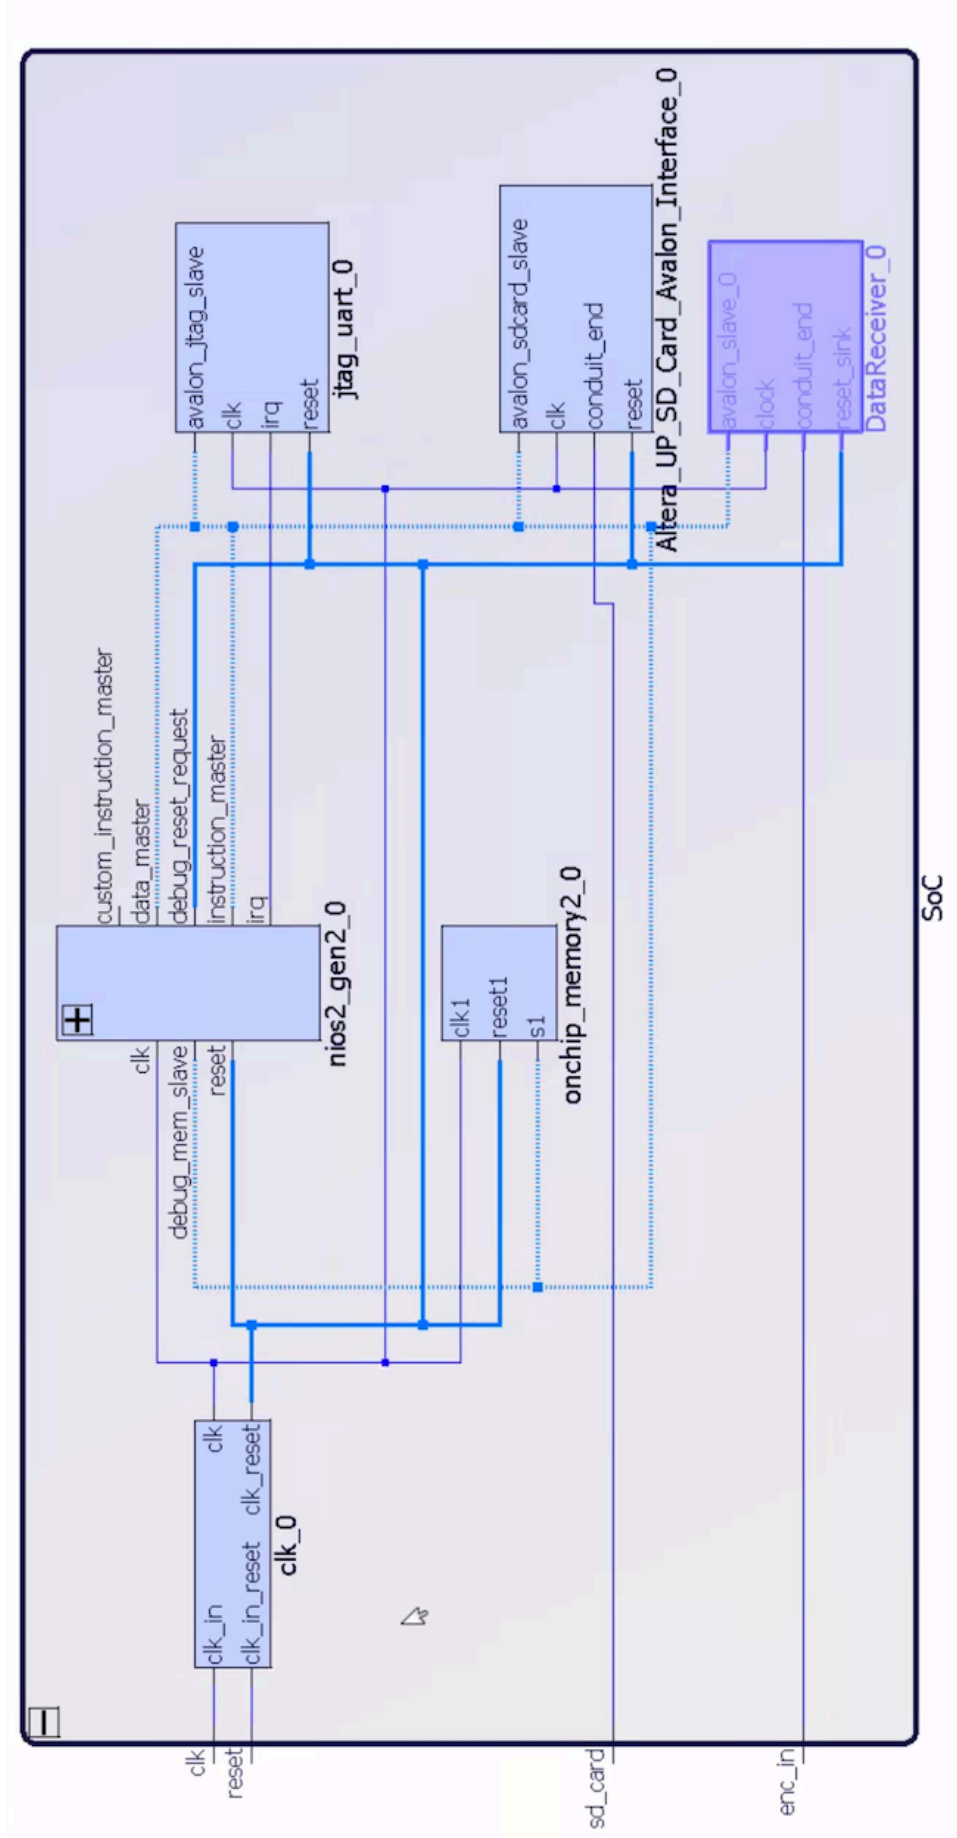 SoC
clk
reset
sd_card
enc_in
clk_in
clk
clk_in_reset
clk_reset
clk_0
clk
debug_mem_slave
reset
custom_instruction_master
data_master
debug_reset_request
instruction_master
irq
nios2_gen2_0
clk1
reset1
s1
onchip_memory2_0
avalon_jtag_slave
clk
irq
reset
jtag_uart_0
avalon_sdcard_slave
clk
conduit_end
reset
Altera_UP_SD_Card_Avalon_Interface_0
avalon_slave_0
clock
conduit_end
reset_sink
DataReceiver_0